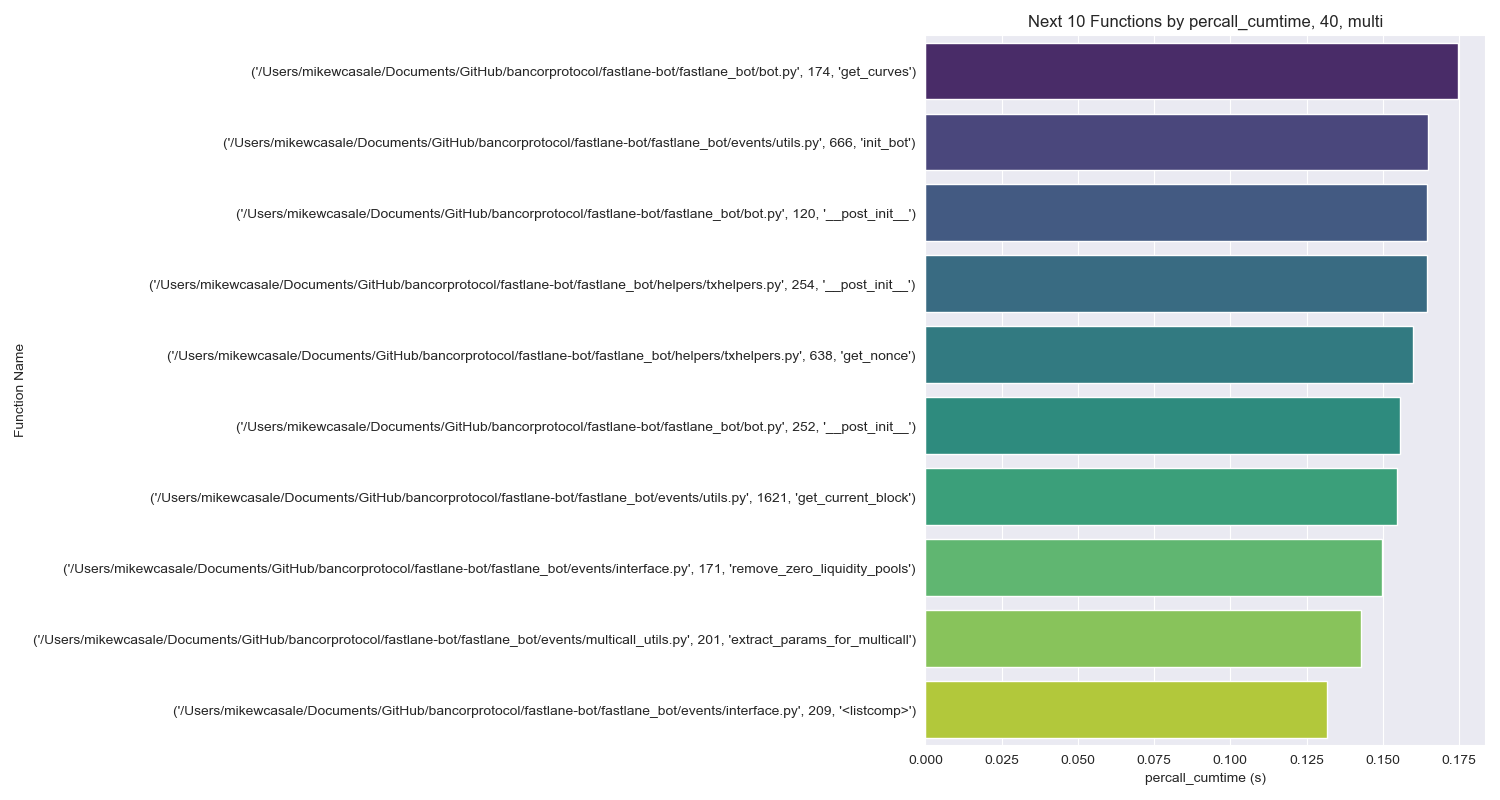 Next 10 Functions by percall_cumtime, 40, multi
('/Users/mikewcasale/Documents/GitHub/bancorprotocol/fastlane-bot/fastlane_bot/bot.py', 174, 'get_curves')
('/Users/mikewcasale/Documents/GitHub/bancorprotocol/fastlane-bot/fastlane_bot/events/utils.py', 666, 'init_bot')
('/Users/mikewcasale/Documents/GitHub/bancorprotocol/fastlane-bot/fastlane_bot/bot.py', 120, '__post_init__')
('/Users/mikewcasale/Documents/GitHub/bancorprotocol/fastlane-bot/fastlane_bot/helpers/txhelpers.py', 254, '__post_init__')
('/Users/mikewcasale/Documents/GitHub/bancorprotocol/fastlane-bot/fastlane_bot/helpers/txhelpers.py', 638, 'get_nonce')
('/Users/mikewcasale/Documents/GitHub/bancorprotocol/fastlane-bot/fastlane_bot/bot.py', 252, '__post_init__')
('/Users/mikewcasale/Documents/GitHub/bancorprotocol/fastlane-bot/fastlane_bot/events/utils.py', 1621, 'get_current_block')
('/Users/mikewcasale/Documents/GitHub/bancorprotocol/fastlane-bot/fastlane_bot/events/interface.py', 171, 'remove_zero_liquidity_pools')
('/Users/mikewcasale/Documents/GitHub/bancorprotocol/fastlane-bot/fastlane_bot/events/multicall_utils.py', 201, 'extract_params_for_multicall')
('/Users/mikewcasale/Documents/GitHub/bancorprotocol/fastlane-bot/fastlane_bot/events/interface.py', 209, '<listcomp>')
Function Name
0.000 0.025 0.050 0.075 0.100 0.125 0.150 0.175
percall_cumtime (s)